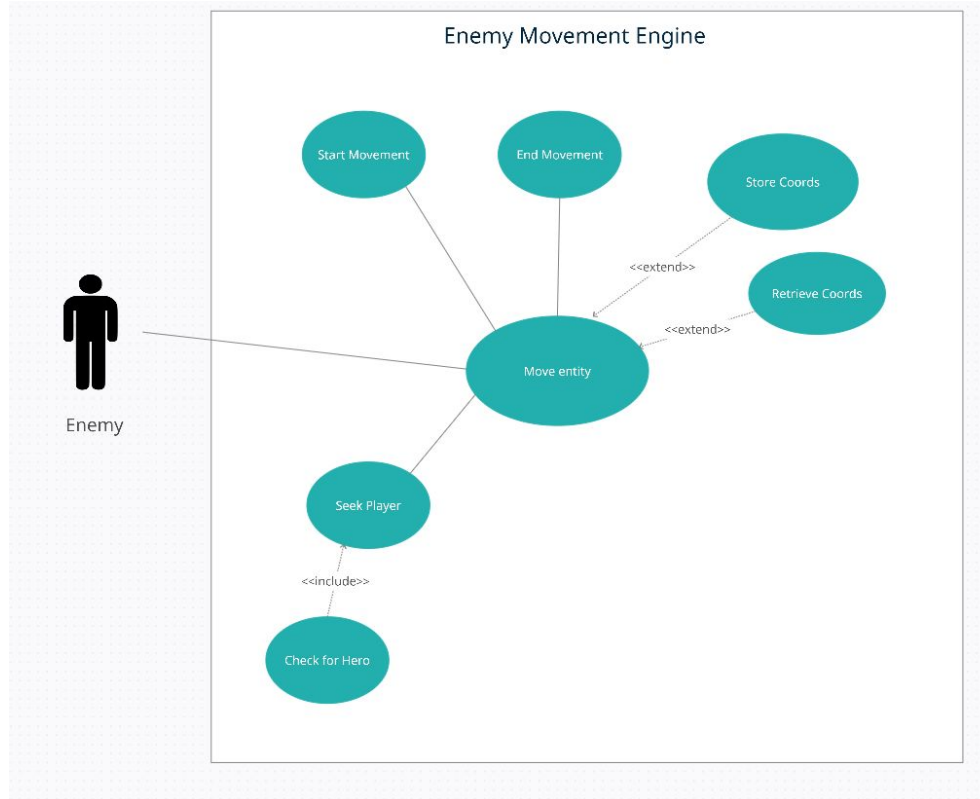 Enemy Movement Engine
Start Movement
End Movement
Store Coords
<<extend>>
Retrieve Coords
<<extend>>
Move entity
Enemy
Seek Player
<<include>>
Check for Hero